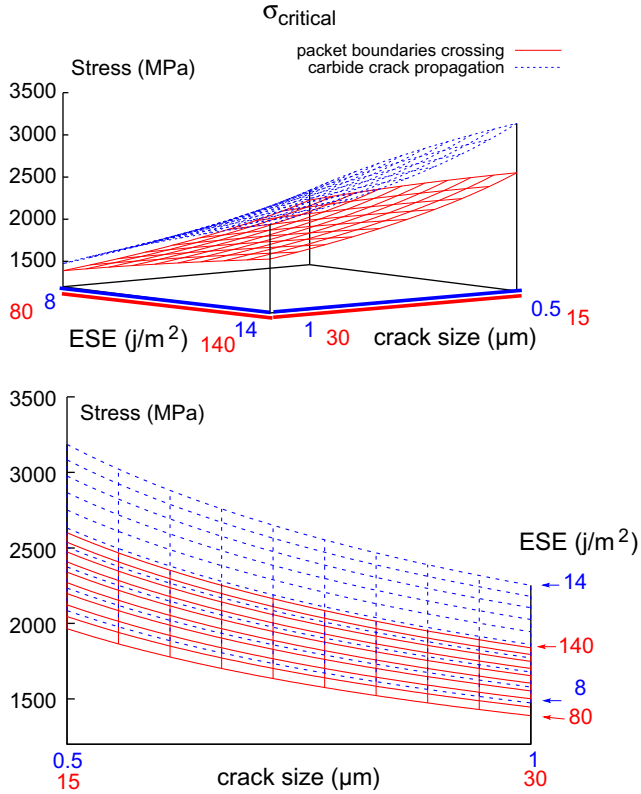 σcritical
packet boundaries crossing
carbide crack propagation
Stress (MPa)
3500
3000
2500
2000
1500
80 8
ESE (j/m²)
140 14
1 30
crack size (µm)
0.5 15
3500
Stress (MPa)
3000
2500
2000
1500
ESE (j/m²)
14
140
8
80
0.5 1
15 crack size (µm) 30